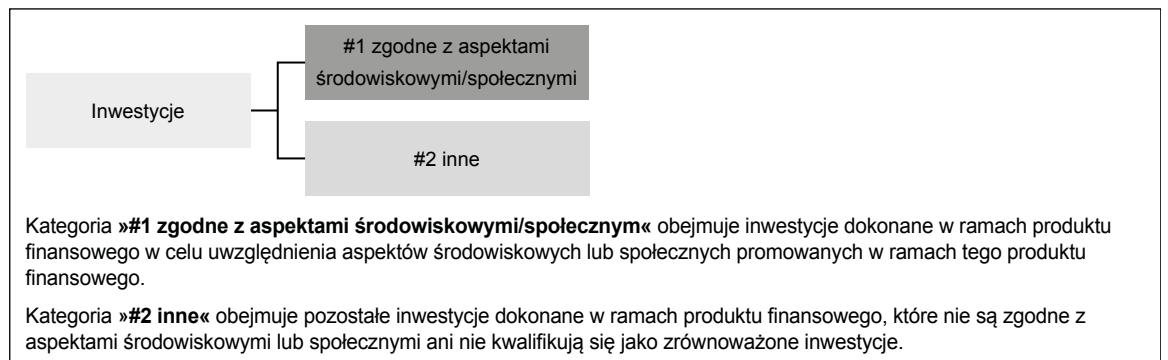 #1 zgodne z aspektami
środowiskowymi/społecznymi
Inwestycje
#2 inne
Kategoria »#1 zgodne z aspektami środowiskowymi/społecznym« obejmuje inwestycje dokonane w ramach produktu
finansowego w celu uwzględnienia aspektów środowiskowych lub społecznych promowanych w ramach tego produktu
finansowego.
Kategoria »#2 inne« obejmuje pozostałe inwestycje dokonane w ramach produktu finansowego, które nie są zgodne z
aspektami środowiskowymi lub społecznymi ani nie kwalifikują się jako zrównoważone inwestycje.